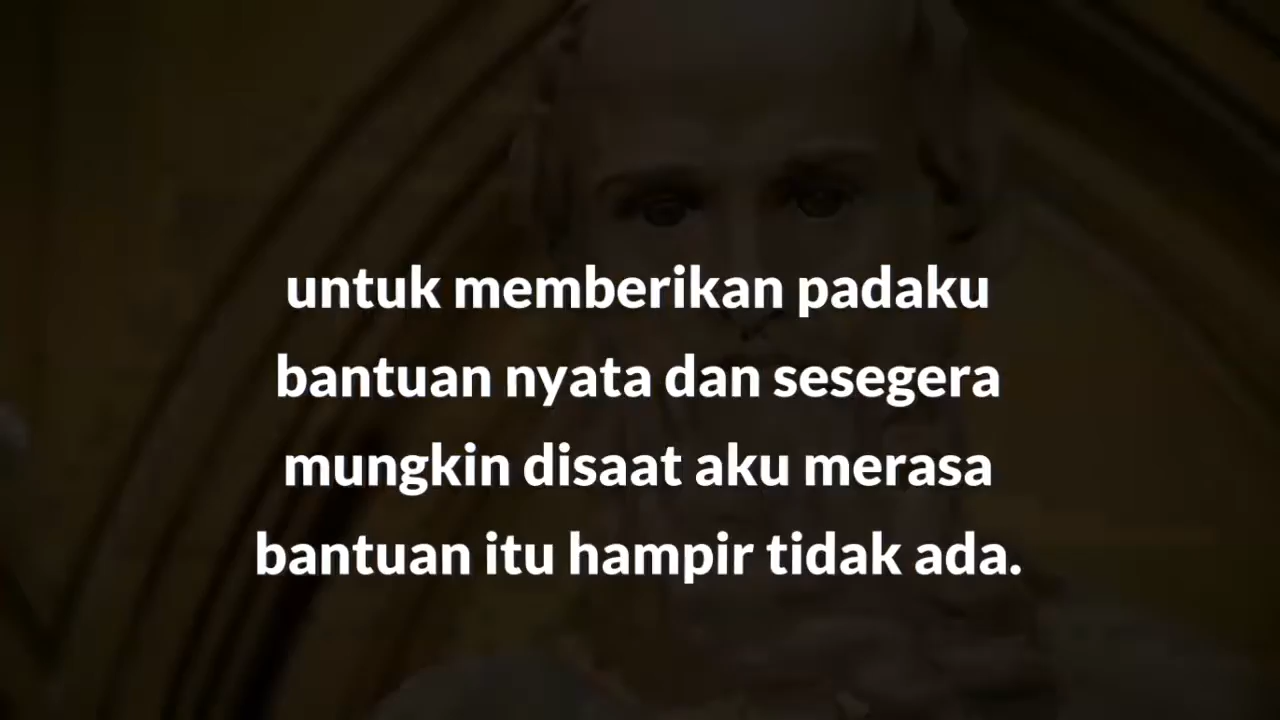 untuk memberikan padaku
bantuan nyata dan sesegera
mungkin disaat aku merasa
bantuan itu hampir tidak ada.